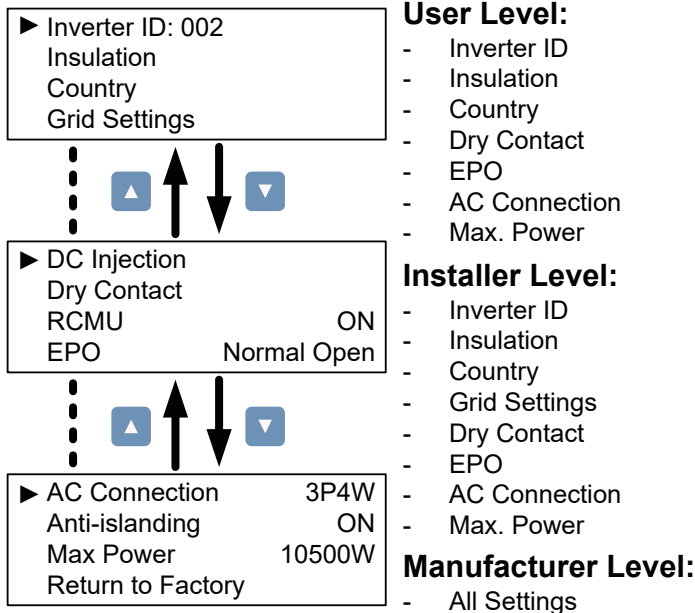 ► Inverter ID: 002
Insulation
Country
Grid Settings
▲ ▼
► DC Injection
Dry Contact
RCMU ON
EPO Normal Open
▲ ▼
► AC Connection 3P4W
Anti-islanding ON
Max Power 10500W
Return to Factory
User Level:
- Inverter ID
- Insulation
- Country
- Dry Contact
- EPO
- AC Connection
- Max. Power
Installer Level:
- Inverter ID
- Insulation
- Country
- Grid Settings
- Dry Contact
- EPO
- AC Connection
- Max. Power
Manufacturer Level:
- All Settings